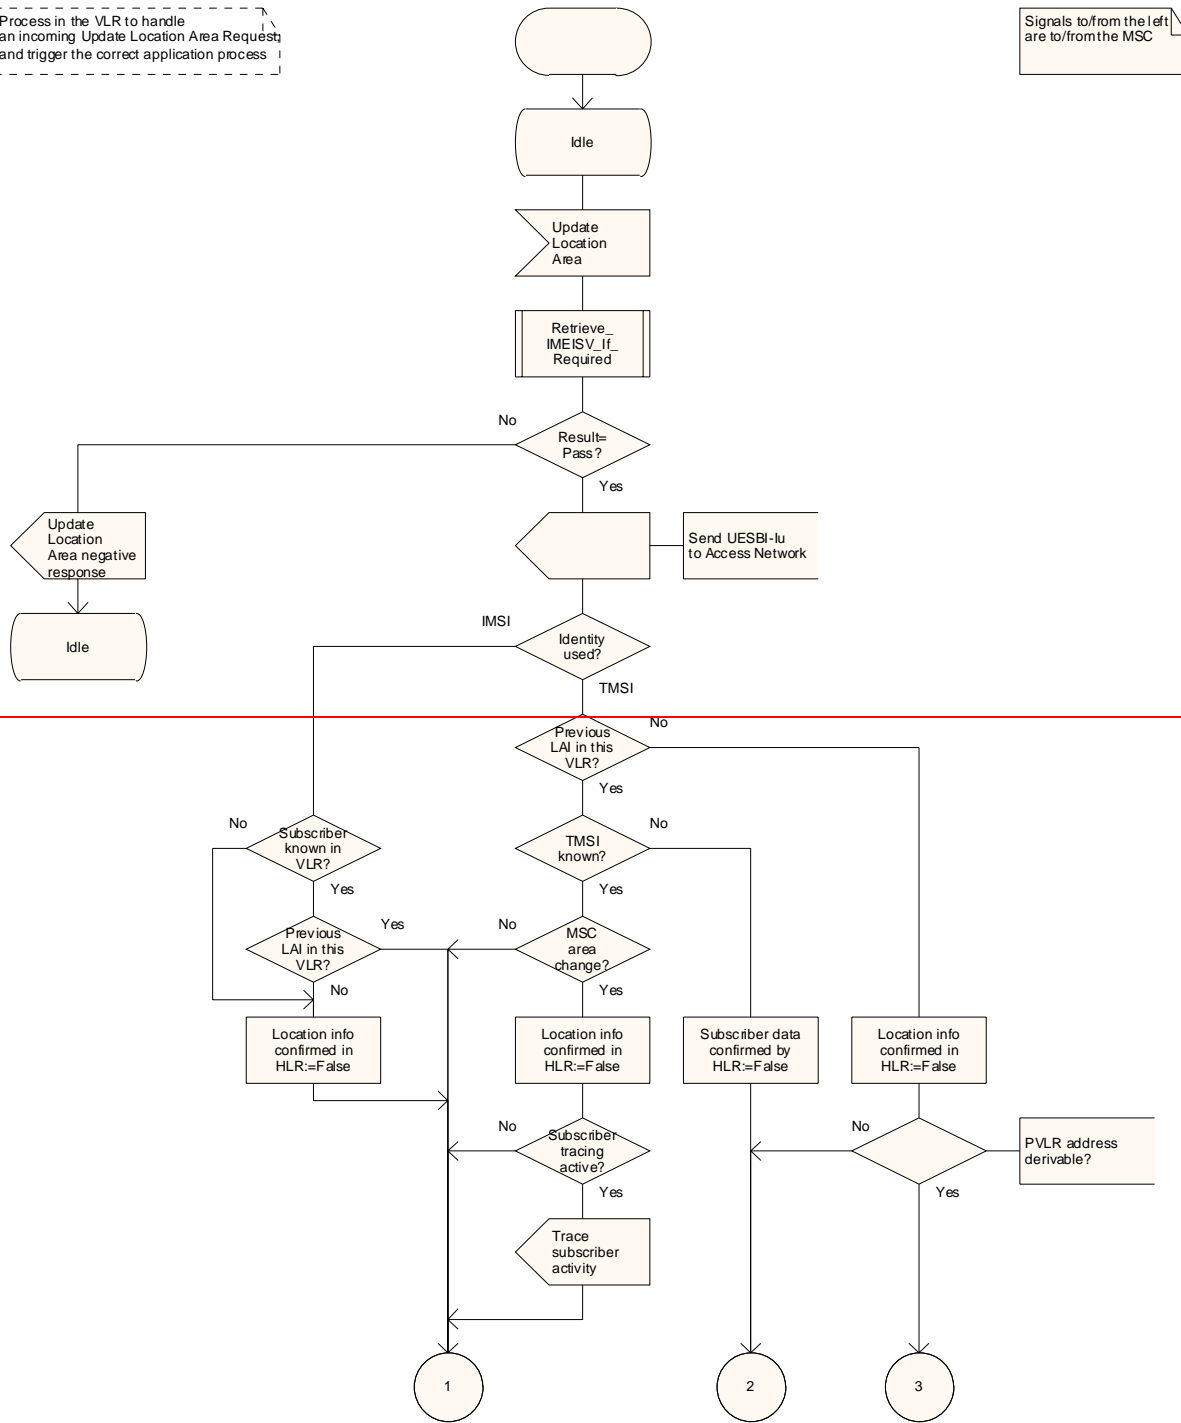 Process in the VLR to handle
an incoming Update Location Area Request
and trigger the correct application process
Signals to/from the left
are to/from the MSC
Idle
Update
Location
Area
Retrieve_
IMEISV_If_
Required
No
Result=
Pass?
Yes
Update
Location
Area negative
response
Send UESBI-Iu
to Access Network
Idle
IMSI
Identity
used?
TMSI
No
Previous
LAI in this
VLR?
Yes
No
Subscriber
known in
VLR?
Yes
TMSI
known?
No
Yes
Previous
LAI in this
VLR?
Yes
No
No
MSC
area
change?
Yes
Location info
confirmed in
HLR:=False
Location info
confirmed in
HLR:=False
Subscriber data
confirmed by
HLR:=False
Location info
confirmed in
HLR:=False
No
Subscriber
tracing
active?
Yes
No
Yes
PVLR address
derivable?
Trace
subscriber
activity
1
2
3